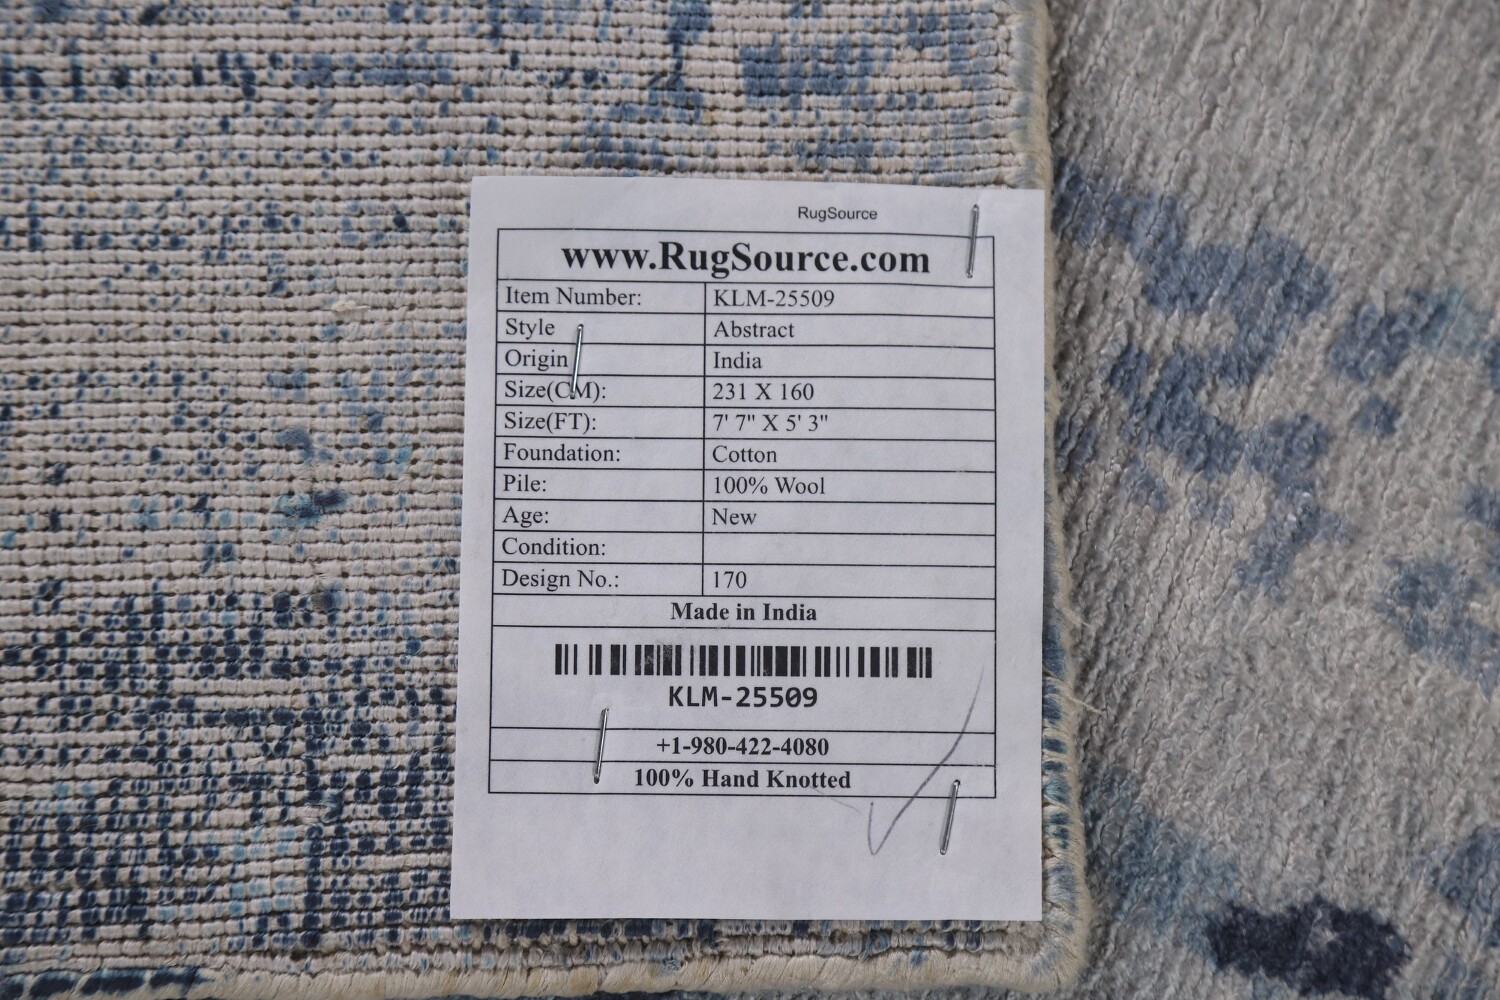 RugSource
www.RugSource.com
Item Number: KLM-25509
Style Abstract
Origin India
Size(CM): 231 X 160
Size(FT): 7' 7" X 5' 3"
Foundation: Cotton
Pile: 100% Wool
Age: New
Condition:
Design No.: 170
Made in India
KLM-25509
+1-980-422-4080
100% Hand Knotted